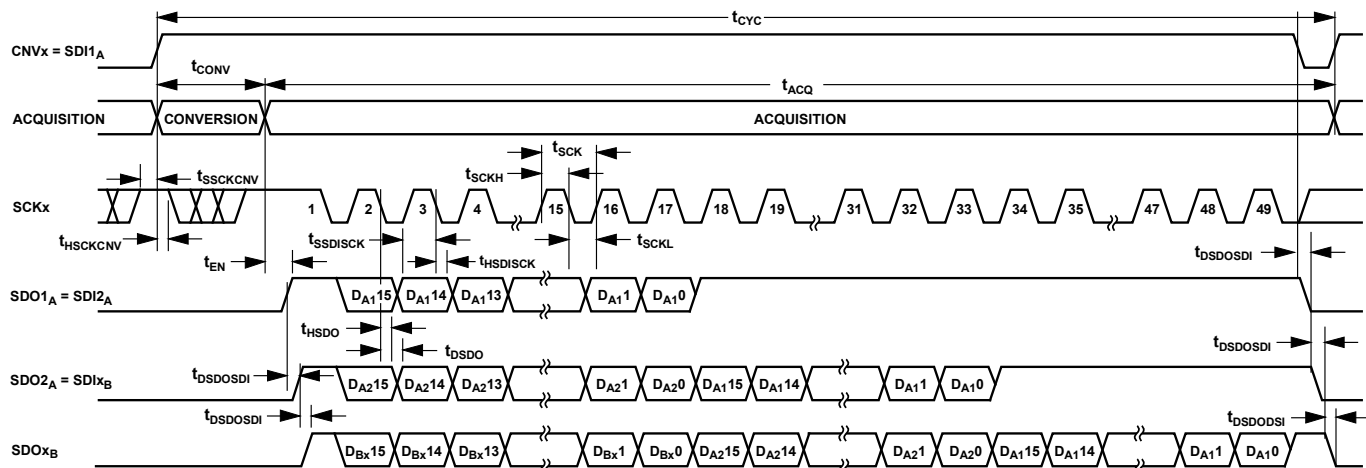 tCYC
CNVx = SDI1A
tCONV
tACQ
ACQUISITION CONVERSION ACQUISITION
tSCK
tSSCKCNV
tSCKH
SCKx 1 2 3 4 15 16 17 18 19 31 32 33 34 35 47 48 49
tHSCKCNV
tSSDISCK
tSCKL
tEN
tHSDISCK
tDSDOSDI
SDO1A = SDI2A DA115 DA114 DA113 DA11 DA10
tHSDO
tDSDO
tDSDOSDI
tDSDOSDI
SDO2A = SDIxB DA215 DA214 DA213 DA21 DA20 DA115 DA114 DA11 DA10
tDSDOSDI
tDSDODSI
SDOxB DBx15 DBx14 DBx13 DBx1 DBx0 DA215 DA214 DA21 DA20 DA115 DA114 DA11 DA10